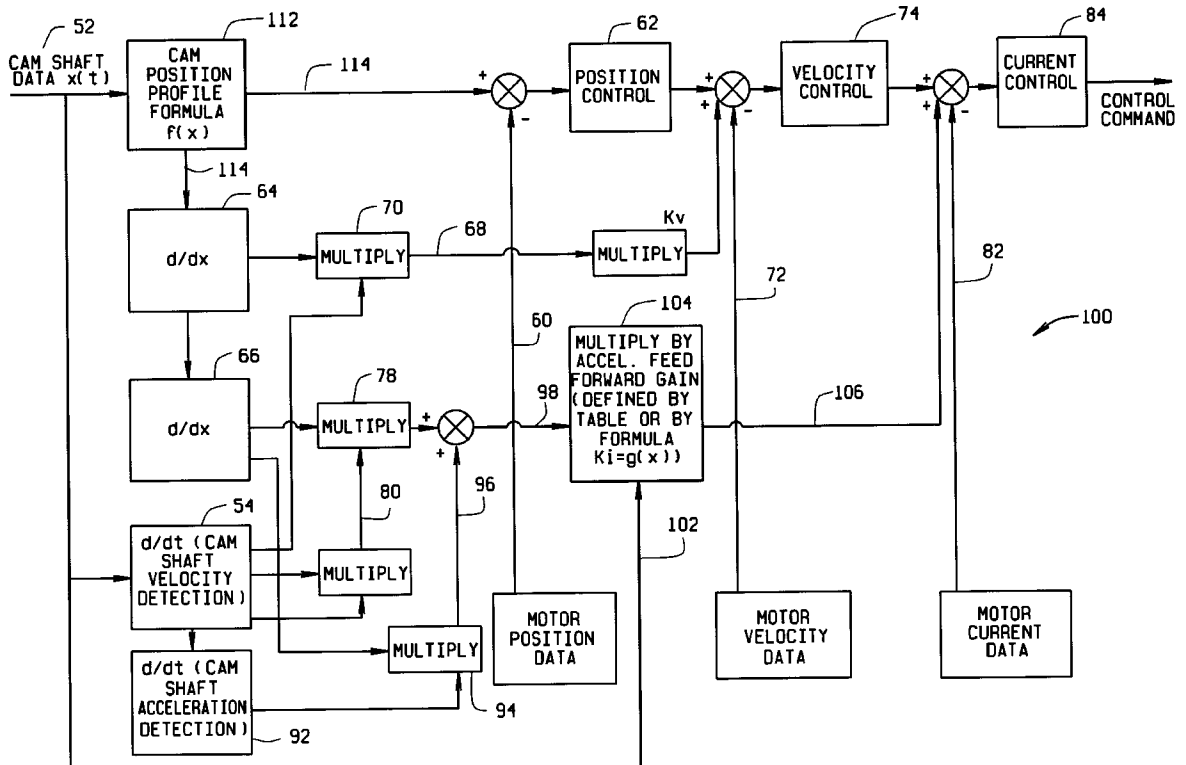 52
CAM SHAFT
DATA x(t)
112
CAM
POSITION
PROFILE
FORMULA
f(x)
114
114
+
-
62
POSITION
CONTROL
+
+
-
74
VELOCITY
CONTROL
+
+
-
84
CURRENT
CONTROL
CONTROL
COMMAND
64
d/dx
70
MULTIPLY
68
Kv
MULTIPLY
72
82
100
66
d/dx
78
MULTIPLY
+
+
98
60
104
MULTIPLY BY
ACCEL. FEED
FORWARD GAIN
(DEFINED BY
TABLE OR BY
FORMULA
Ki=g(x))
106
54
d/dt (CAM
SHAFT
VELOCITY
DETECTION)
80
MULTIPLY
96
102
MULTIPLY
94
d/dt (CAM
SHAFT
ACCELERATION
DETECTION)
92
MOTOR
POSITION
DATA
MOTOR
VELOCITY
DATA
MOTOR
CURRENT
DATA